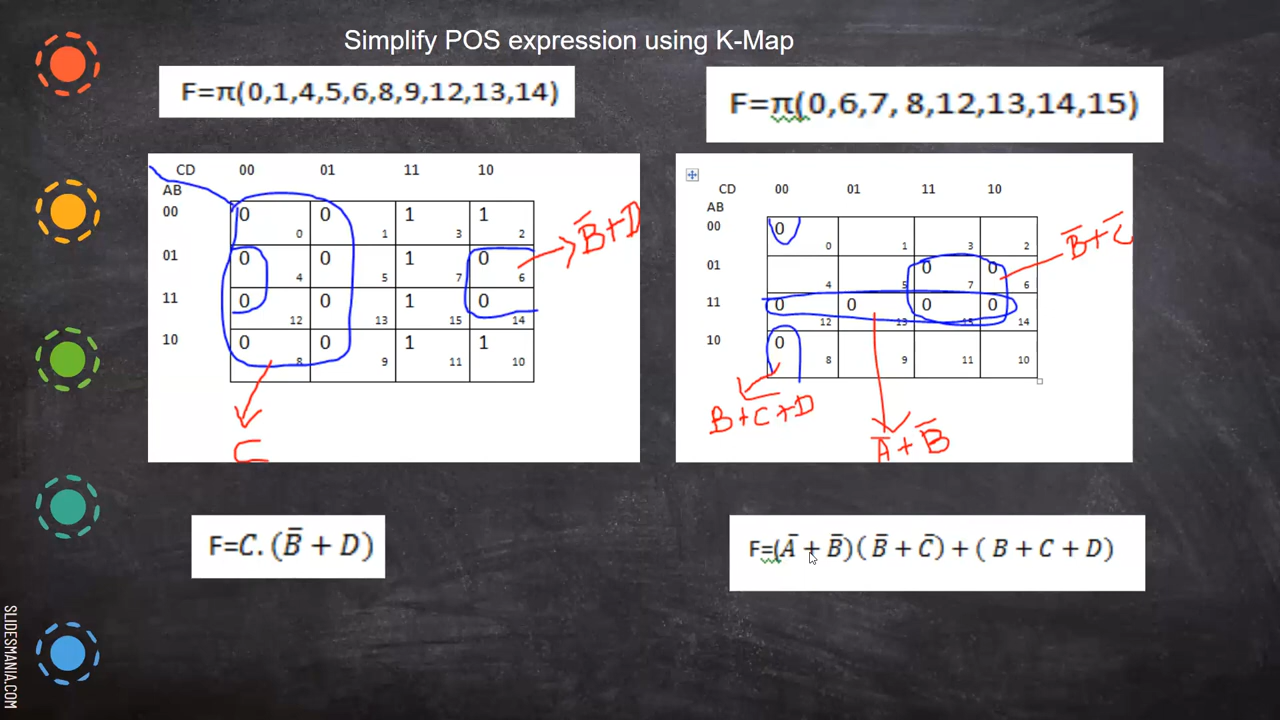 Simplify POS expression using K-Map
F=π(0,1,4,5,6,8,9,12,13,14)
CD 00 01 11 10
AB
00 0 0 1 1
0 1 3 2
01 0 0 1 0
4 5 7 6
11 0 0 1 0
12 13 15 14
10 0 0 1 1
8 9 11 10
B̅+D
C
F=C. (B̅ + D)
F=π(0,6,7, 8,12,13,14,15)
CD 00 01 11 10
AB
00 0
0 1 3 2
01 0 0
4 5 7 6
11 0 0 0 0
12 13 15 14
10 0
8 9 11 10
B̅+C̅
B+C+D
A̅+B̅
F=(A̅ + B̅)( B̅ + C̅) + ( B + C + D)
SLIDESMANIA.COM